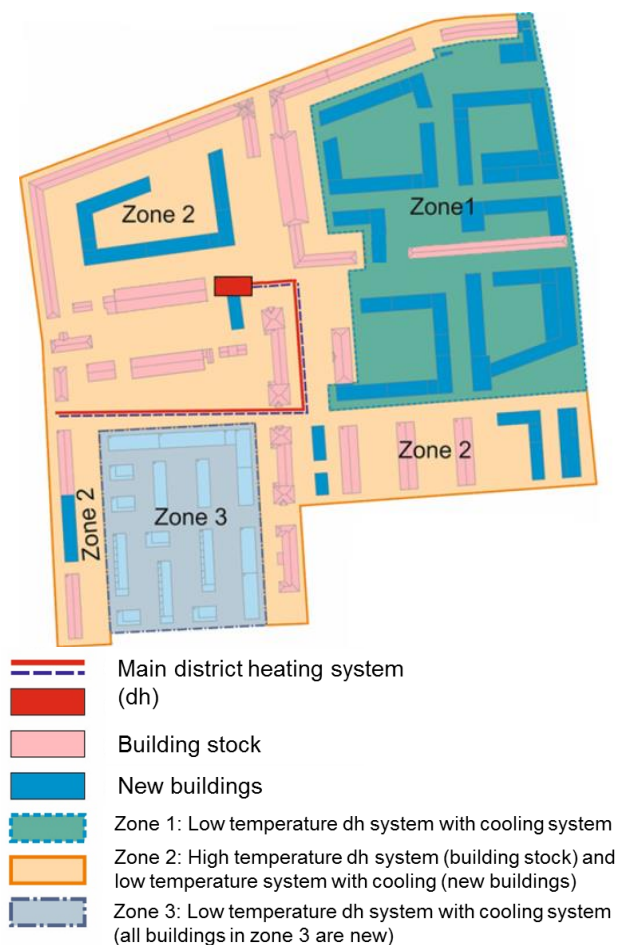 Zone 2
Zone1
Zone 2
Zone 2
Zone 3
Main district heating system
(dh)
Building stock
New buildings
Zone 1: Low temperature dh system with cooling system
Zone 2: High temperature dh system (building stock) and
low temperature system with cooling (new buildings)
Zone 3: Low temperature dh system with cooling system
(all buildings in zone 3 are new)